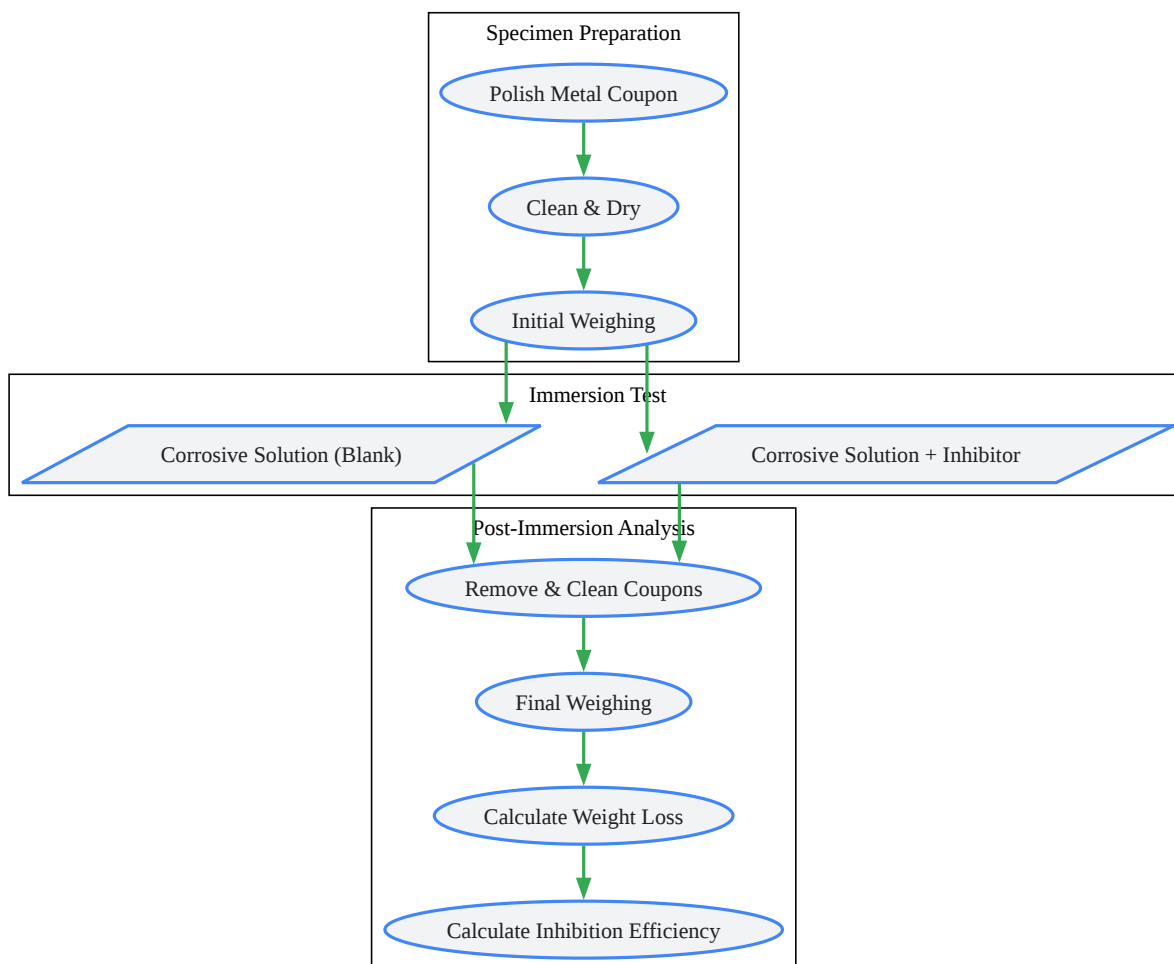 Specimen Preparation
Polish Metal Coupon
Clean & Dry
Initial Weighing
Immersion Test
Corrosive Solution (Blank)
Corrosive Solution + Inhibitor
Post-Immersion Analysis
Remove & Clean Coupons
Final Weighing
Calculate Weight Loss
Calculate Inhibition Efficiency